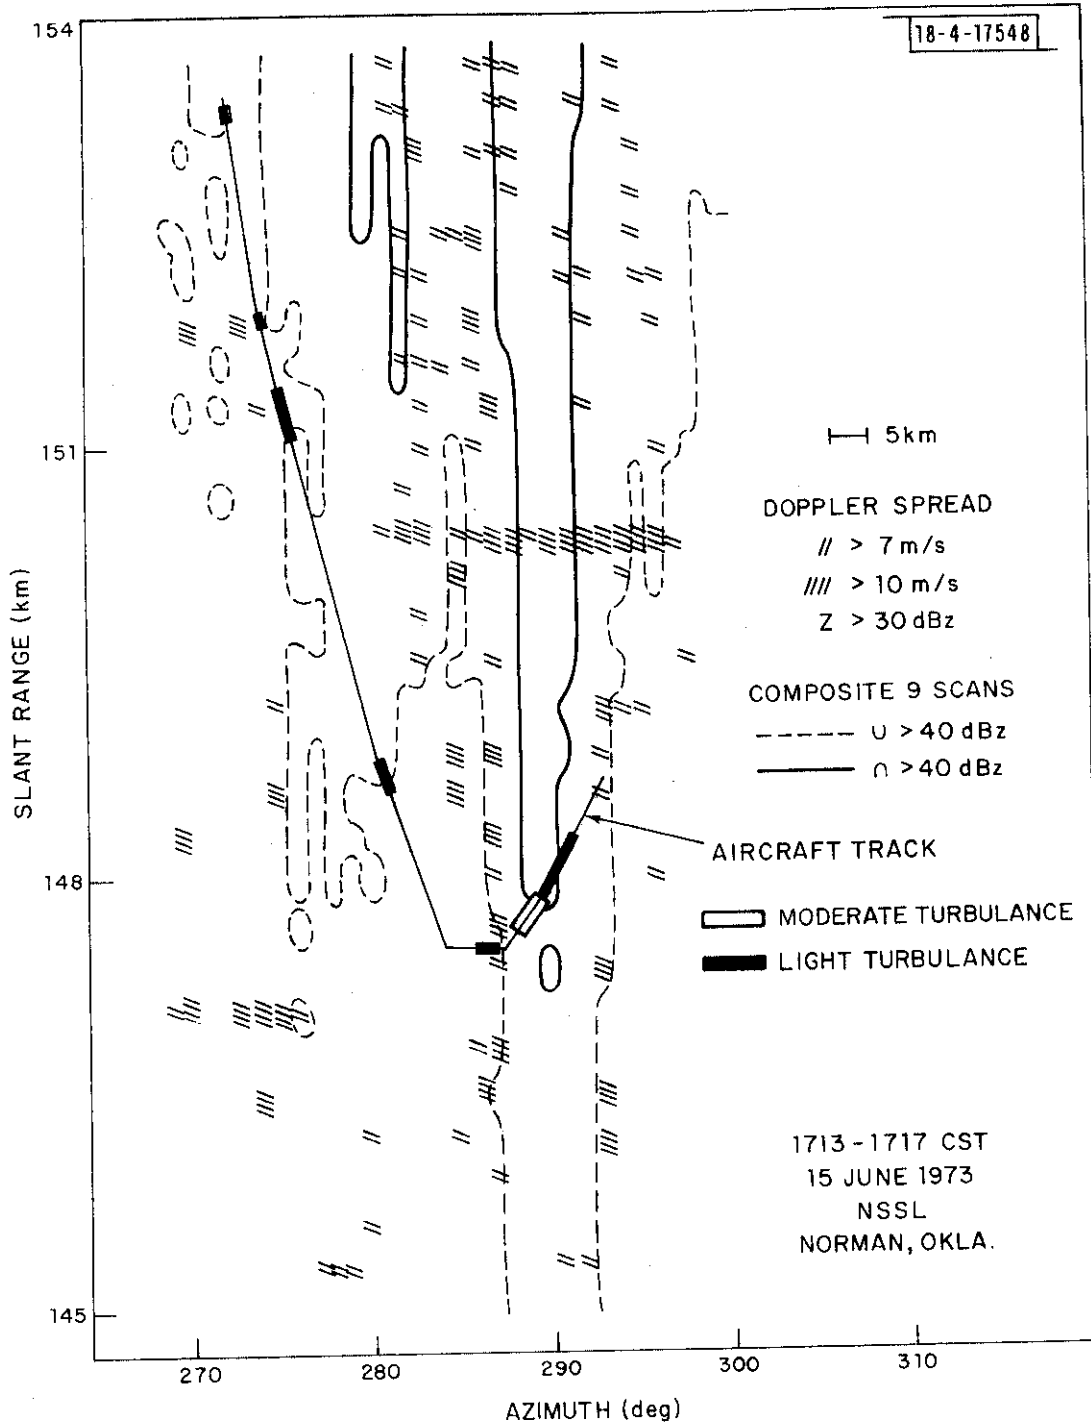 154
18-4-17548
151
148
145
SLANT RANGE (km)
5km
DOPPLER SPREAD
// > 7 m/s
//// > 10 m/s
Z > 30 dBz
COMPOSITE 9 SCANS
------- ∪ > 40 dBz
——— ∩ > 40 dBz
AIRCRAFT TRACK
MODERATE TURBULANCE
LIGHT TURBULANCE
1713-1717 CST
15 JUNE 1973
NSSL
NORMAN, OKLA.
270 280 290 300 310
AZIMUTH (deg)